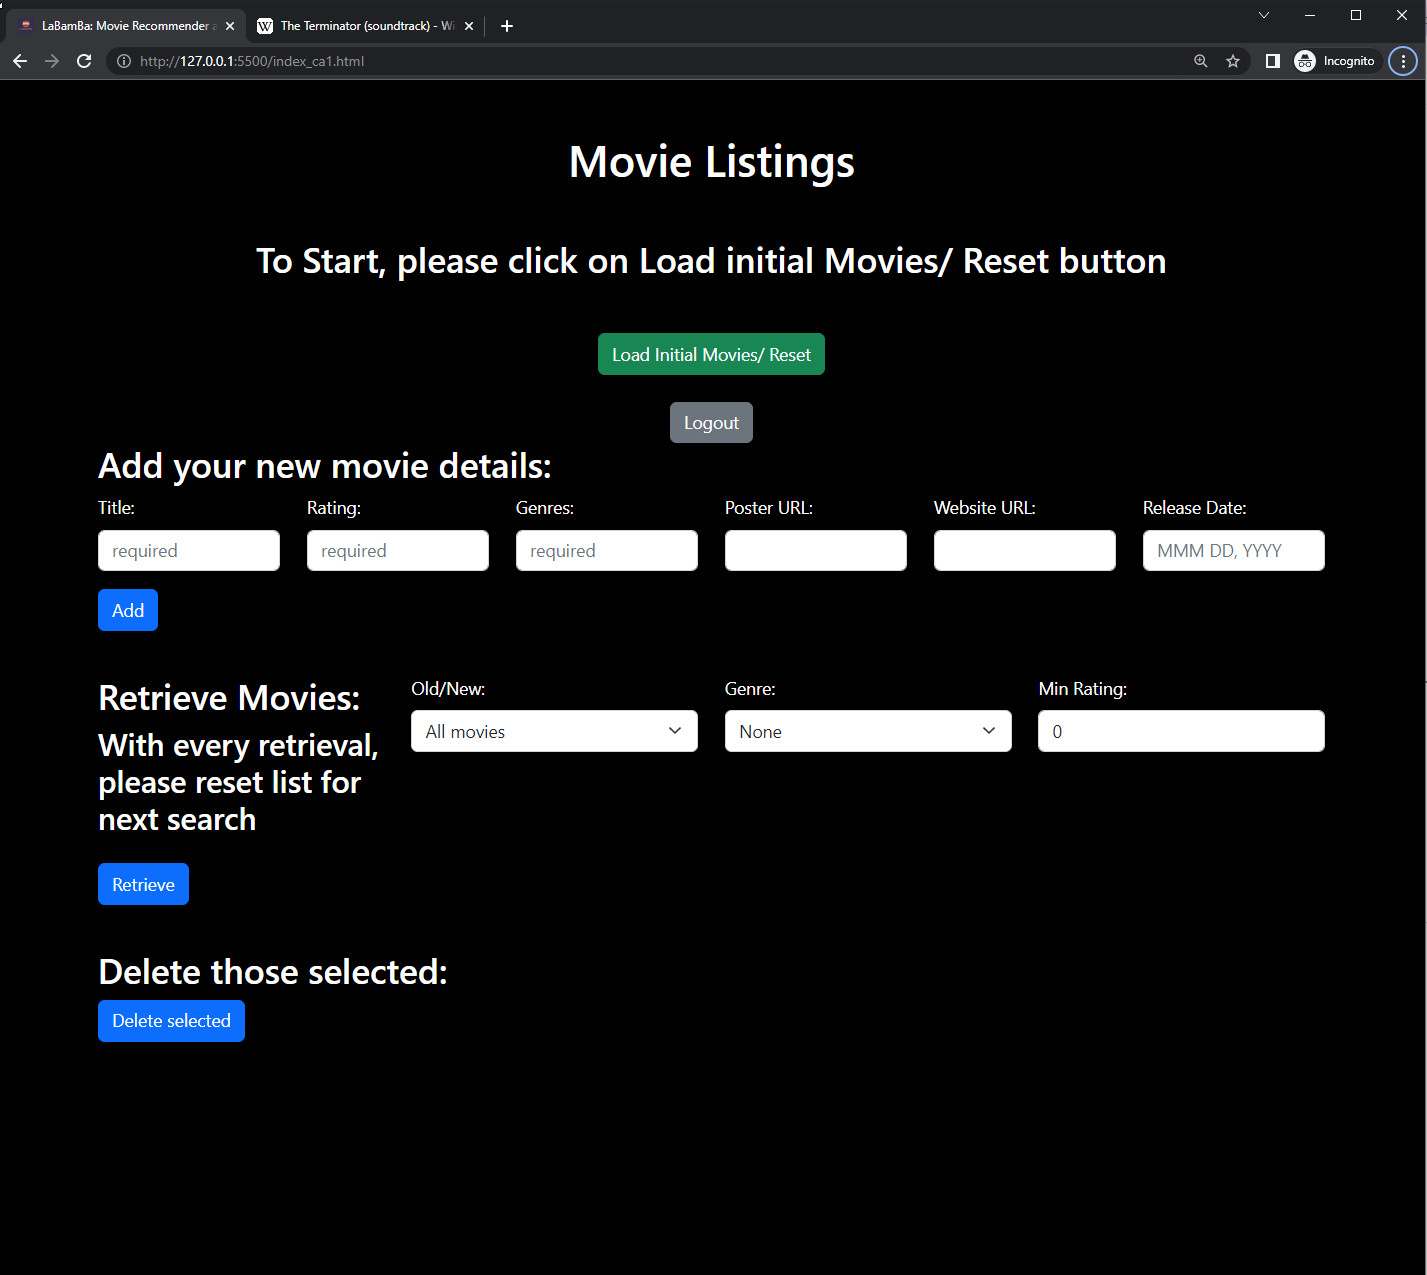 LaBamBa: Movie Recommender a
The Terminator (soundtrack) - Wi
http://127.0.0.1:5500/index_ca1.html
Incognito
Movie Listings
To Start, please click on Load initial Movies/ Reset button
Load Initial Movies/ Reset
Logout
Add your new movie details:
Title: Rating: Genres: Poster URL: Website URL: Release Date:
required required required MMM DD, YYYY
Add
Retrieve Movies:
With every retrieval,
please reset list for
next search
Old/New: Genre: Min Rating:
All movies None 0
Retrieve
Delete those selected:
Delete selected